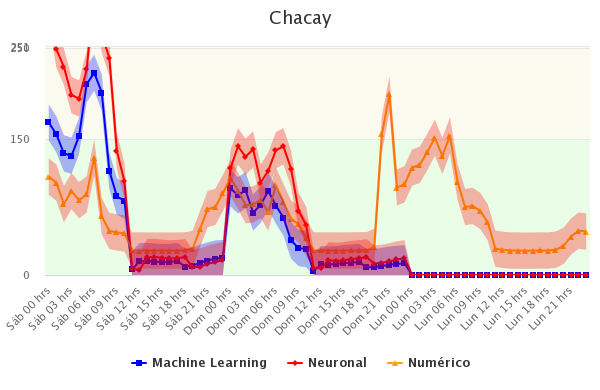 Chacay
251
250
150
0
Sáb 00 hrs
Sáb 03 hrs
Sáb 06 hrs
Sáb 09 hrs
Sáb 12 hrs
Sáb 15 hrs
Sáb 18 hrs
Sáb 21 hrs
Dom 00 hrs
Dom 03 hrs
Dom 06 hrs
Dom 09 hrs
Dom 12 hrs
Dom 15 hrs
Dom 18 hrs
Dom 21 hrs
Lun 00 hrs
Lun 03 hrs
Lun 06 hrs
Lun 09 hrs
Lun 12 hrs
Lun 15 hrs
Lun 18 hrs
Lun 21 hrs
Machine Learning Neuronal Numérico